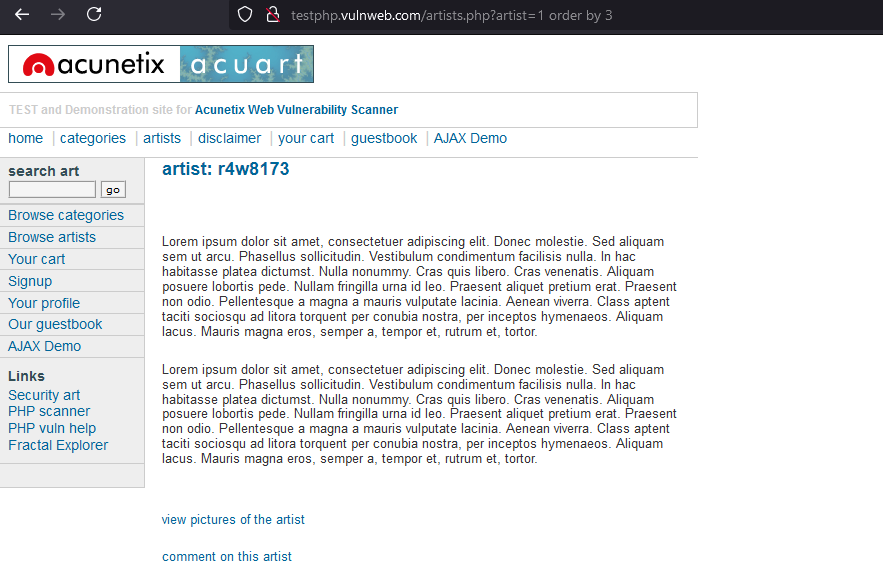 testphp.vulnweb.com/artists.php?artist=1 order by 3
acunetix acuart
TEST and Demonstration site for Acunetix Web Vulnerability Scanner
home | categories | artists | disclaimer | your cart | guestbook | AJAX Demo
search art
go
Browse categories
Browse artists
Your cart
Signup
Your profile
Our guestbook
AJAX Demo
Links
Security art
PHP scanner
PHP vuln help
Fractal Explorer
artist: r4w8173
Lorem ipsum dolor sit amet, consectetuer adipiscing elit. Donec molestie. Sed aliquam
sem ut arcu. Phasellus sollicitudin. Vestibulum condimentum facilisis nulla. In hac
habitasse platea dictumst. Nulla nonummy. Cras quis libero. Cras venenatis. Aliquam
posuere lobortis pede. Nullam fringilla urna id leo. Praesent aliquet pretium erat. Praesent
non odio. Pellentesque a magna a mauris vulputate lacinia. Aenean viverra. Class aptent
taciti sociosqu ad litora torquent per conubia nostra, per inceptos hymenaeos. Aliquam
lacus. Mauris magna eros, semper a, tempor et, rutrum et, tortor.
Lorem ipsum dolor sit amet, consectetuer adipiscing elit. Donec molestie. Sed aliquam
sem ut arcu. Phasellus sollicitudin. Vestibulum condimentum facilisis nulla. In hac
habitasse platea dictumst. Nulla nonummy. Cras quis libero. Cras venenatis. Aliquam
posuere lobortis pede. Nullam fringilla urna id leo. Praesent aliquet pretium erat. Praesent
non odio. Pellentesque a magna a mauris vulputate lacinia. Aenean viverra. Class aptent
taciti sociosqu ad litora torquent per conubia nostra, per inceptos hymenaeos. Aliquam
lacus. Mauris magna eros, semper a, tempor et, rutrum et, tortor.
view pictures of the artist
comment on this artist